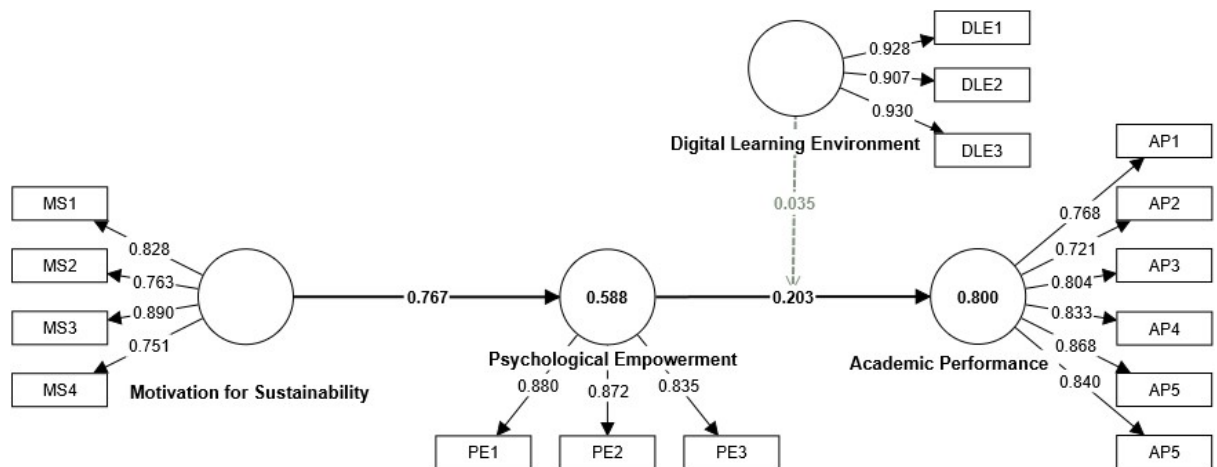 DLE1
0.928
DLE2
0.907
0.930
DLE3
Digital Learning Environment
0.035
AP1
0.768
AP2
0.721
AP3
0.804
AP4
0.833
AP5
0.868
AP5
0.840
MS1
0.828
MS2
0.763
MS3
0.890
MS4
0.751
Motivation for Sustainability
0.767
0.588
Psychological Empowerment
0.880
0.872
0.835
PE1
PE2
PE3
0.203
0.800
Academic Performance